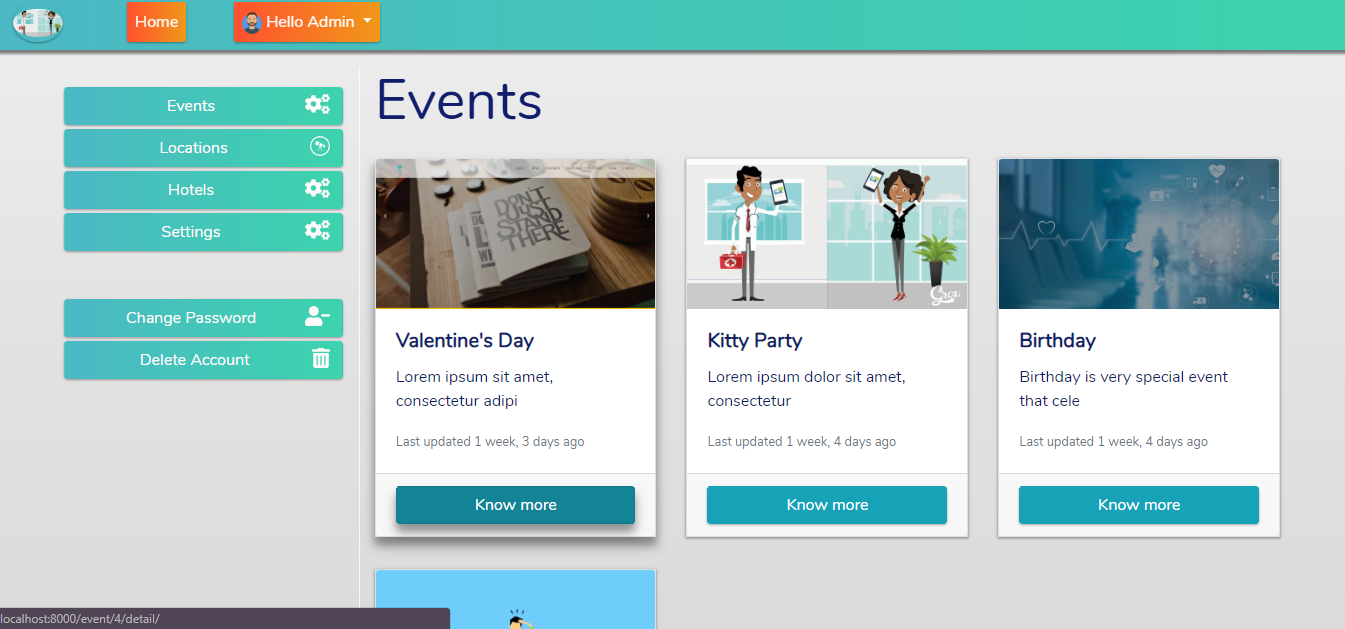 Home
Hello Admin
Events
Locations
Hotels
Settings
Change Password
Delete Account
Events
DON'T
JUST
STAND
THERE
Valentine's Day
Lorem ipsum sit amet,
consectetur adipi
Last updated 1 week, 3 days ago
Know more
Grow
Kitty Party
Lorem ipsum dolor sit amet,
consectetur
Last updated 1 week, 4 days ago
Know more
Birthday
Birthday is very special event
that cele
Last updated 1 week, 4 days ago
Know more
localhost:8000/event/4/detail/